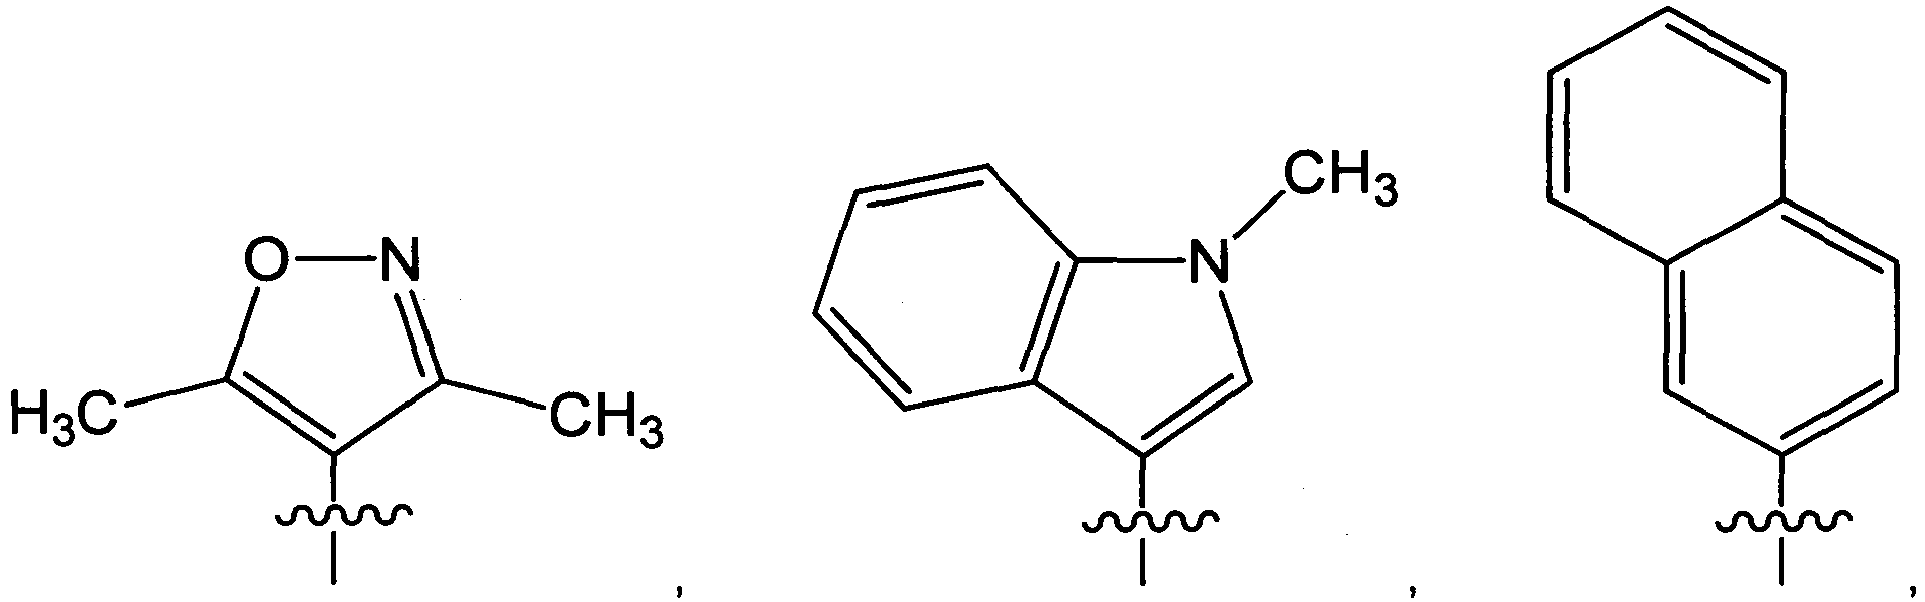 CH3
O N
N
H3C CH3
, , ,